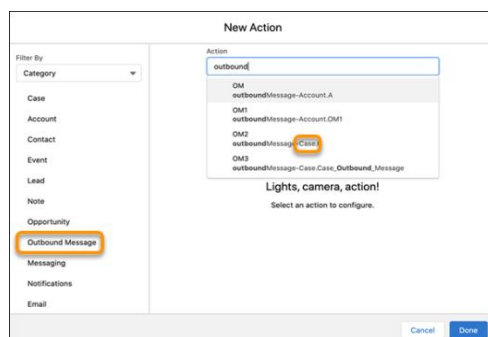 New Action
Filter By
Category
Case
Account
Contact
Event
Lead
Note
Opportunity
Outbound Message
Messaging
Notifications
Email
Action
outbound
OM
outboundMessage-Account.A
OM1
outboundMessage-Account.OM1
OM2
outboundMessage-Case.
OM3
outboundMessage-Case.Case_Outbound_Message
Lights, camera, action!
Select an action to configure.
Cancel
Done